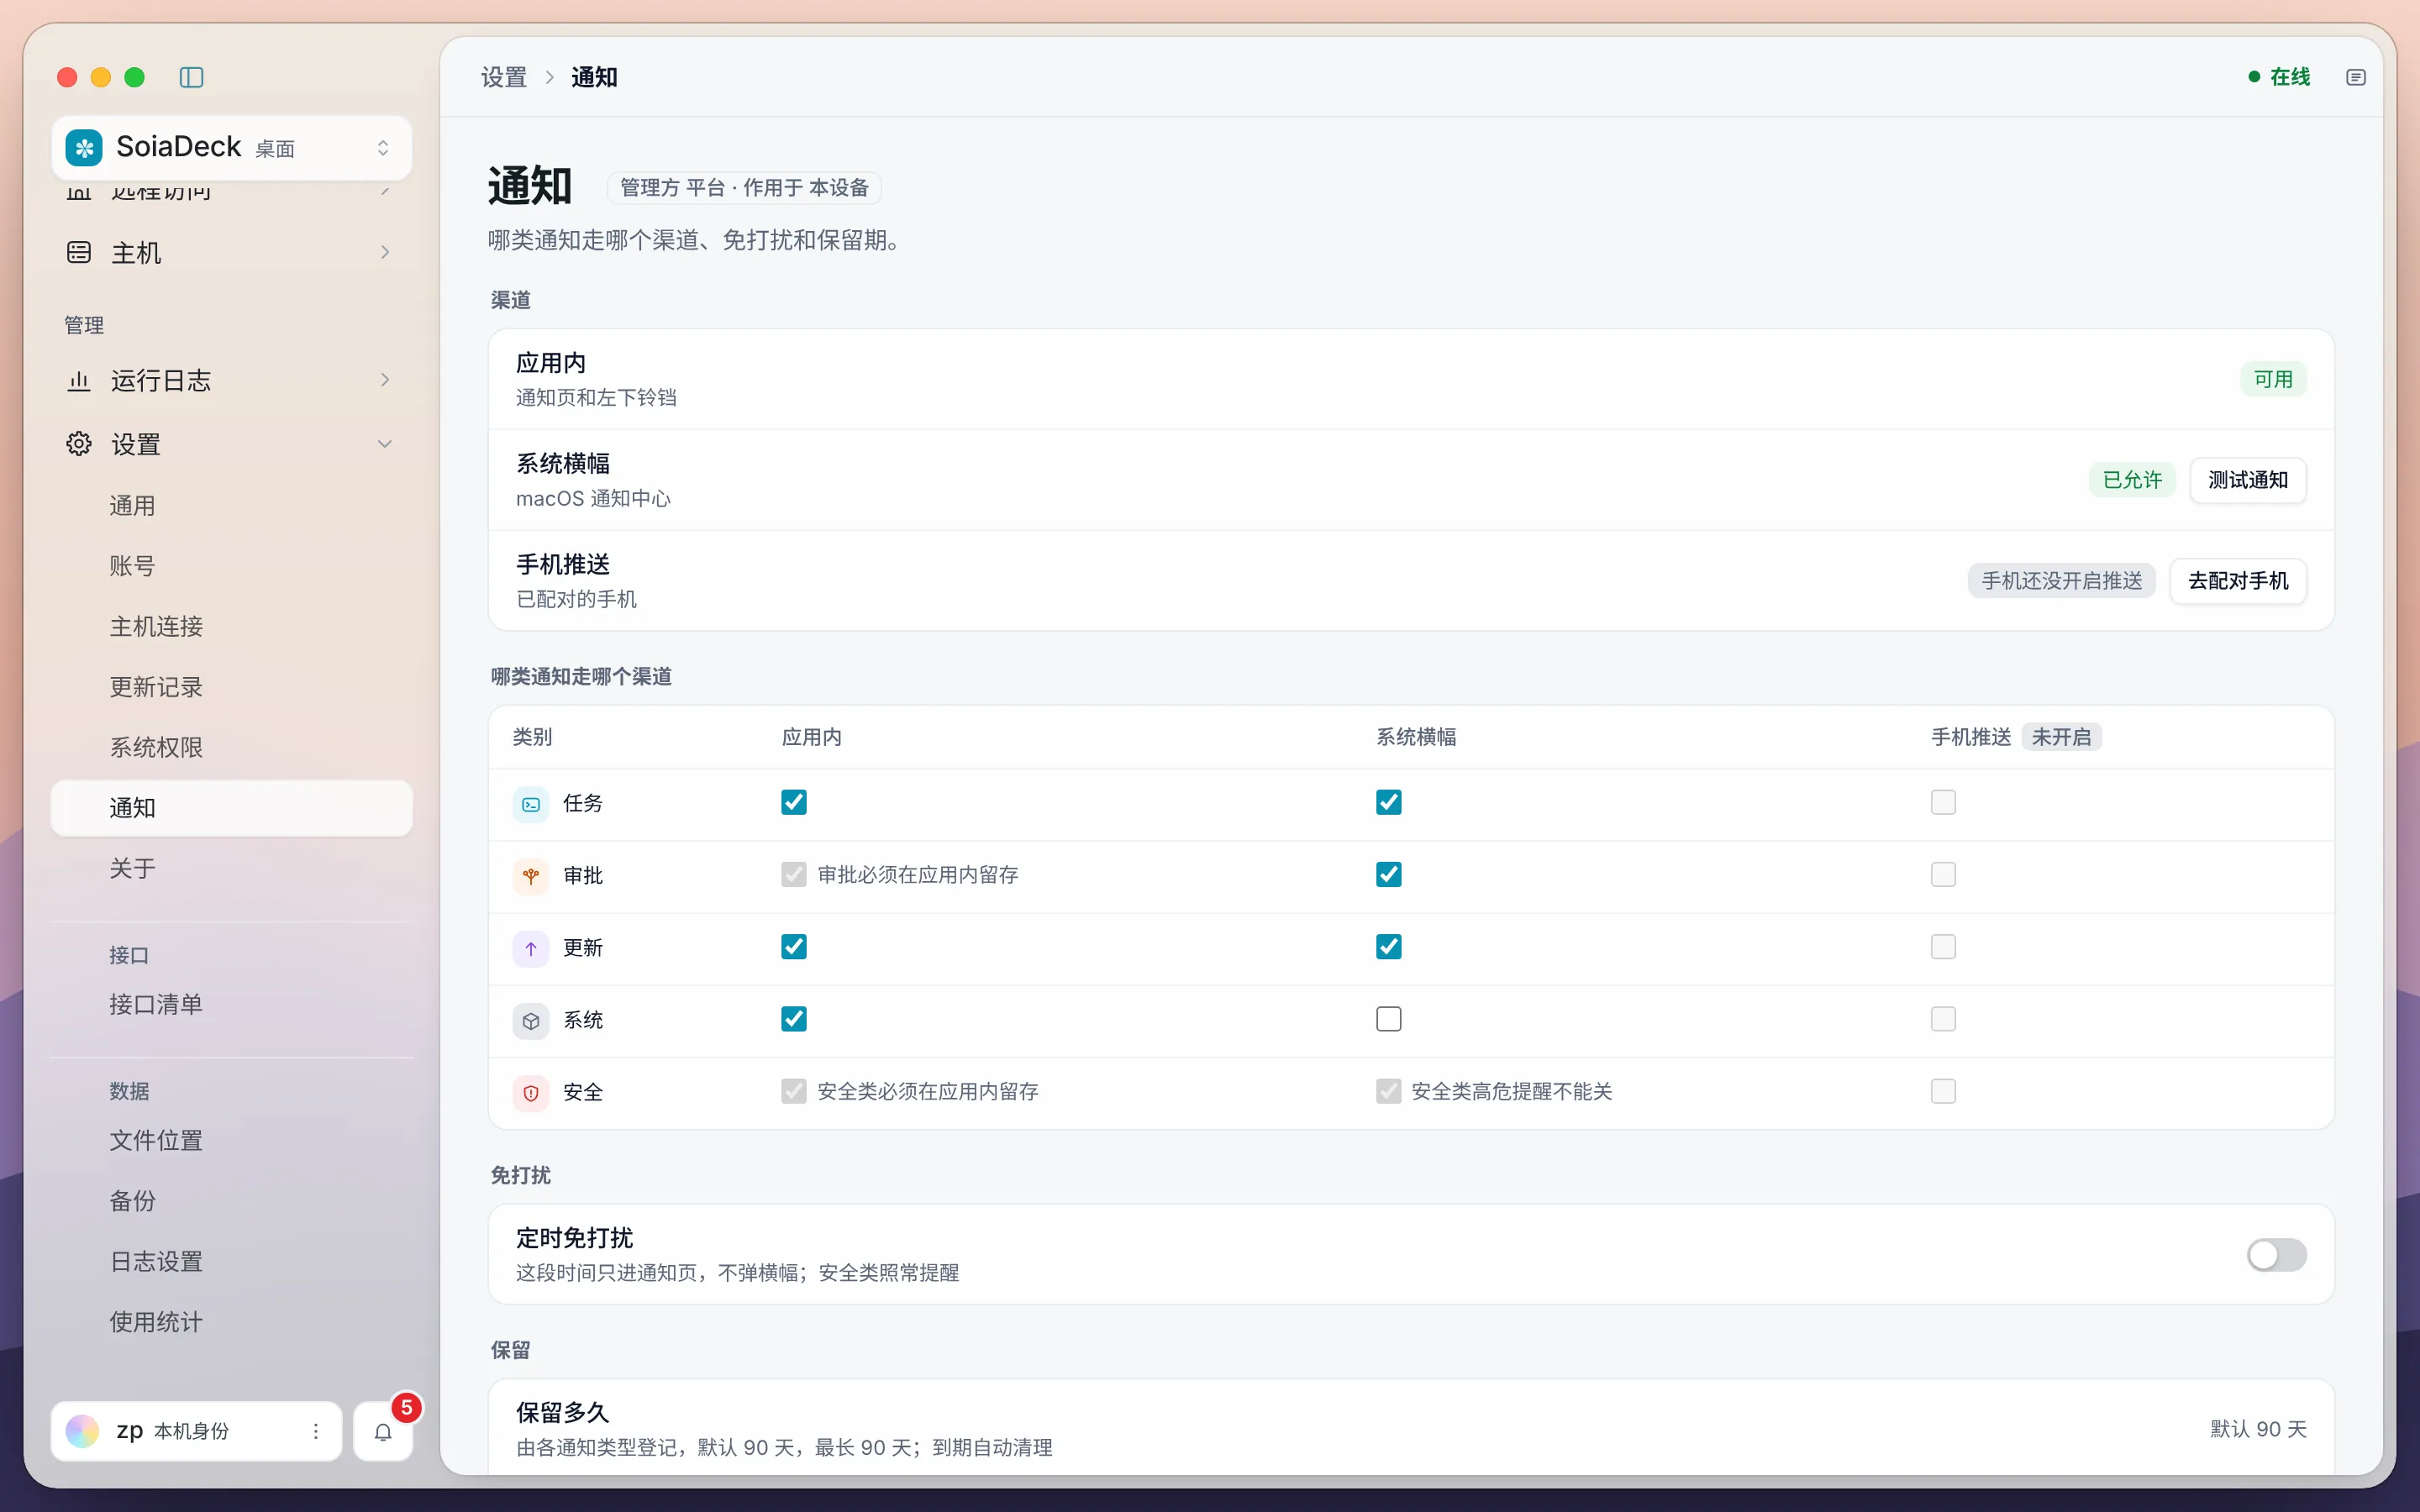 设置 > 通知
在线
SoiaDeck 桌面
远程访问
主机
管理
运行日志
设置
通用
账号
主机连接
更新记录
系统权限
通知
关于
接口
接口清单
数据
文件位置
备份
日志设置
使用统计
zp 本机身份
5
通知 管理方 平台 · 作用于 本设备
哪类通知走哪个渠道、免打扰和保留期。
渠道
应用内
通知页和左下铃铛
可用
系统横幅
macOS 通知中心
已允许 测试通知
手机推送
已配对的手机
手机还没开启推送 去配对手机
哪类通知走哪个渠道
类别 应用内 系统横幅 手机推送 未开启
任务
审批 审批必须在应用内留存
更新
系统
安全 安全类必须在应用内留存 安全类高危提醒不能关
免打扰
定时免打扰
这段时间只进通知页，不弹横幅；安全类照常提醒
保留
保留多久
由各通知类型登记，默认 90 天，最长 90 天；到期自动清理
默认 90 天